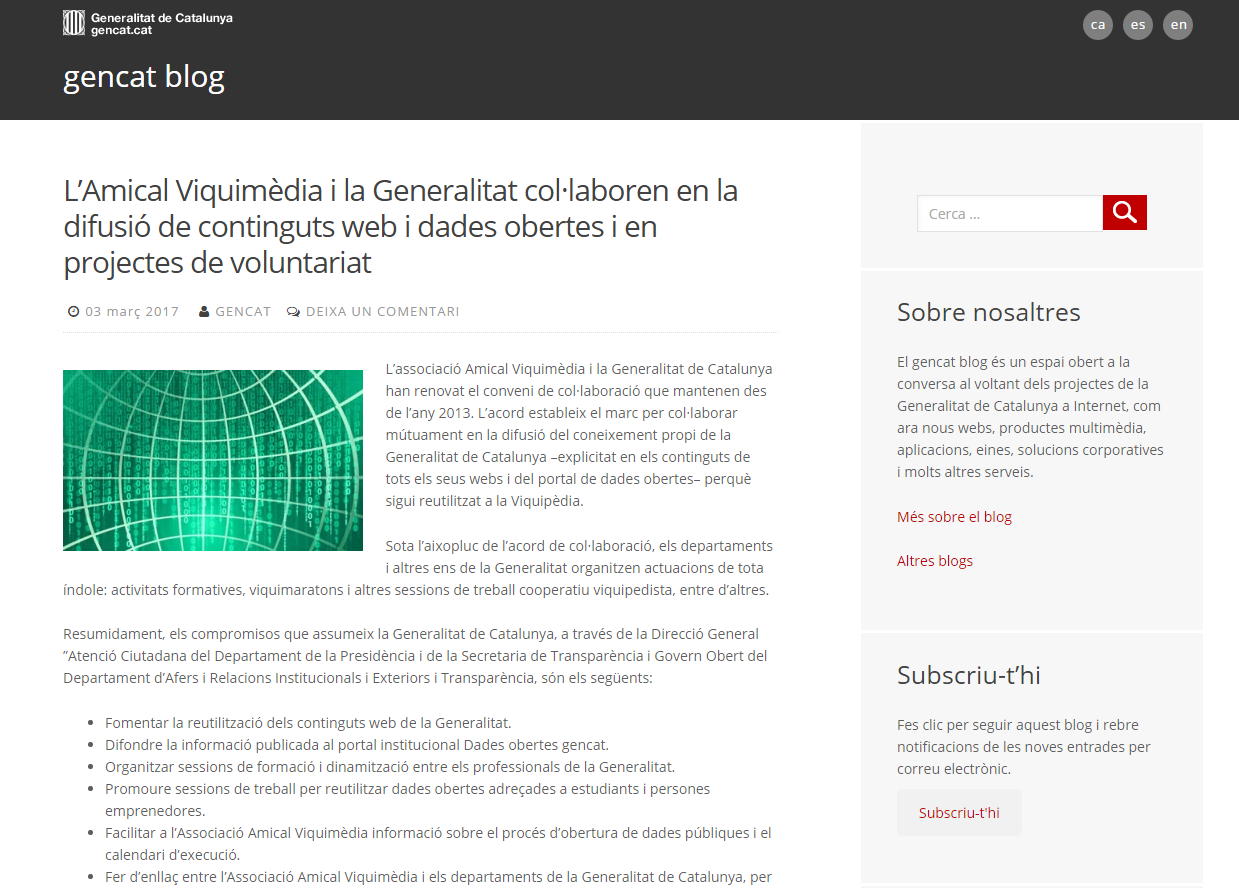 Generalitat de Catalunya
gencat.cat
ca
es
en
gencat blog
L’Amical Viquimèdia i la Generalitat col·laboren en la
difusió de continguts web i dades obertes i en
projectes de voluntariat
03 març 2017
GENCAT
DEIXA UN COMENTARI
L’associació Amical Viquimèdia i la Generalitat de Catalunya
han renovat el conveni de col·laboració que mantenen des
de l’any 2013. L’acord estableix el marc per col·laborar
mútuament en la difusió del coneixement propi de la
Generalitat de Catalunya –explicitat en els continguts de
tots els seus webs i del portal de dades obertes– perquè
sigui reutilitzat a la Viquipèdia.
Sota l’aixopluc de l’acord de col·laboració, els departaments
i altres ens de la Generalitat organitzen actuacions de tota
índole: activitats formatives, viquimaratons i altres sessions de treball cooperatiu viquipedista, entre d’altres.
Resumidament, els compromisos que assumeix la Generalitat de Catalunya, a través de la Direcció General
”Atenció Ciutadana del Departament de la Presidència i de la Secretaria de Transparència i Govern Obert del
Departament d’Afers i Relacions Institucionals i Exteriors i Transparència, són els següents:
• Fomentar la reutilització dels continguts web de la Generalitat.
• Difondre la informació publicada al portal institucional Dades obertes gencat.
• Organitzar sessions de formació i dinamització entre els professionals de la Generalitat.
• Promoure sessions de treball per reutilitzar dades obertes adreçades a estudiants i persones
emprenedores.
• Facilitar a l’Associació Amical Viquimèdia informació sobre el procés d’obertura de dades públiques i el
calendari d’execució.
• Fer d’enllaç entre l’Associació Amical Viquimèdia i els departaments de la Generalitat de Catalunya, per
Cerca …
Sobre nosaltres
El gencat blog és un espai obert a la
conversa al voltant dels projectes de la
Generalitat de Catalunya a Internet, com
ara nous webs, productes multimèdia,
aplicacions, eines, solucions corporatives
i molts altres serveis.
Més sobre el blog
Altres blogs
Subscriu-t’hi
Fes clic per seguir aquest blog i rebre
notificacions de les noves entrades per
correu electrònic.
Subscriu-t'hi